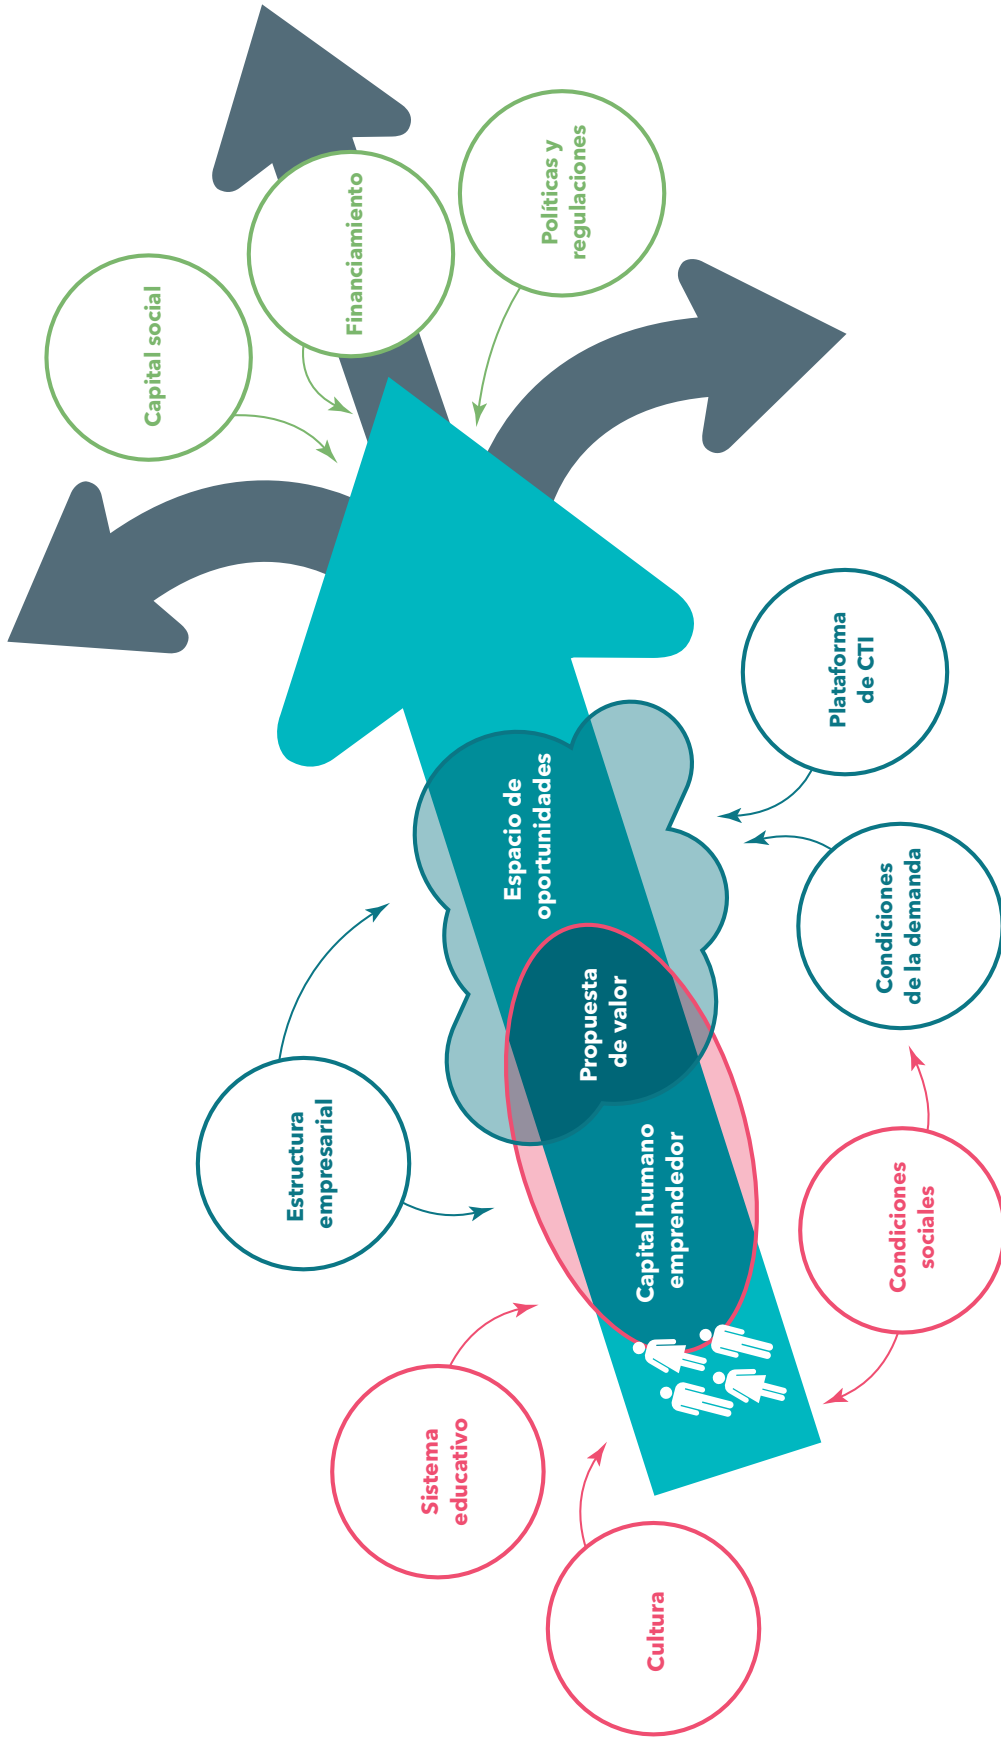 Capital social
Financiamiento
Políticas y
regulaciones
Plataforma
de CTI
Condiciones
de la demanda
Espacio de
oportunidades
Propuesta
de valor
Capital humano
emprendedor
Estructura
empresarial
Sistema
educativo
Cultura
Condiciones
sociales